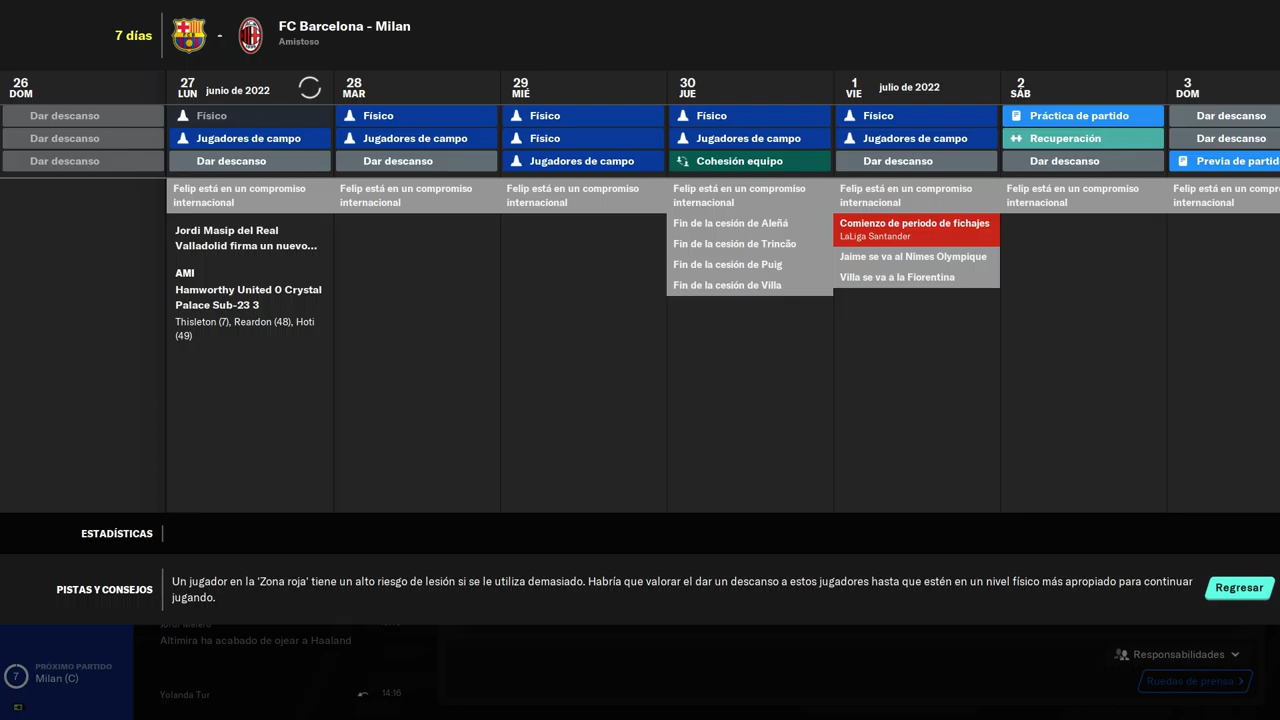 7 días
FC Barcelona - Milan
Amistoso
26
DOM
27
LUN
junio de 2022
28
MAR
29
MIÉ
30
JUE
1
VIE
julio de 2022
2
SÁB
3
DOM
Dar descanso
Físico
Físico
Físico
Físico
Físico
Práctica de partido
Dar descanso
Dar descanso
Jugadores de campo
Jugadores de campo
Físico
Jugadores de campo
Jugadores de campo
Recuperación
Dar descanso
Dar descanso
Dar descanso
Dar descanso
Jugadores de campo
Cohesión equipo
Dar descanso
Dar descanso
Previa de partid
Felip está en un compromiso
internacional
Felip está en un compromiso
internacional
Felip está en un compromiso
internacional
Felip está en un compromiso
internacional
Felip está en un compromiso
internacional
Felip está en un compromiso
internacional
Felip está en un compr
internacional
Jordi Masip del Real
Valladolid firma un nuevo...
AMI
Hamworthy United 0 Crystal
Palace Sub-23 3
Thisleton (7), Reardon (48), Hoti
(49)
Fin de la cesión de Aleñá
Fin de la cesión de Trincão
Fin de la cesión de Puig
Fin de la cesión de Villa
Comienzo de periodo de fichajes
LaLiga Santander
Jaime se va al Nîmes Olympique
Villa se va a la Fiorentina
ESTADÍSTICAS
PISTAS Y CONSEJOS
Un jugador en la 'Zona roja' tiene un alto riesgo de lesión si se le utiliza demasiado. Habría que valorar el dar un descanso a estos jugadores hasta que estén en un nivel físico más apropiado para continuar
jugando.
Regresar
Altimira ha acabado de ojear a Haaland
7
PRÓXIMO PARTIDO
Milan (C)
Yolanda Tur
14:16
Responsabilidades
Ruedas de prensa